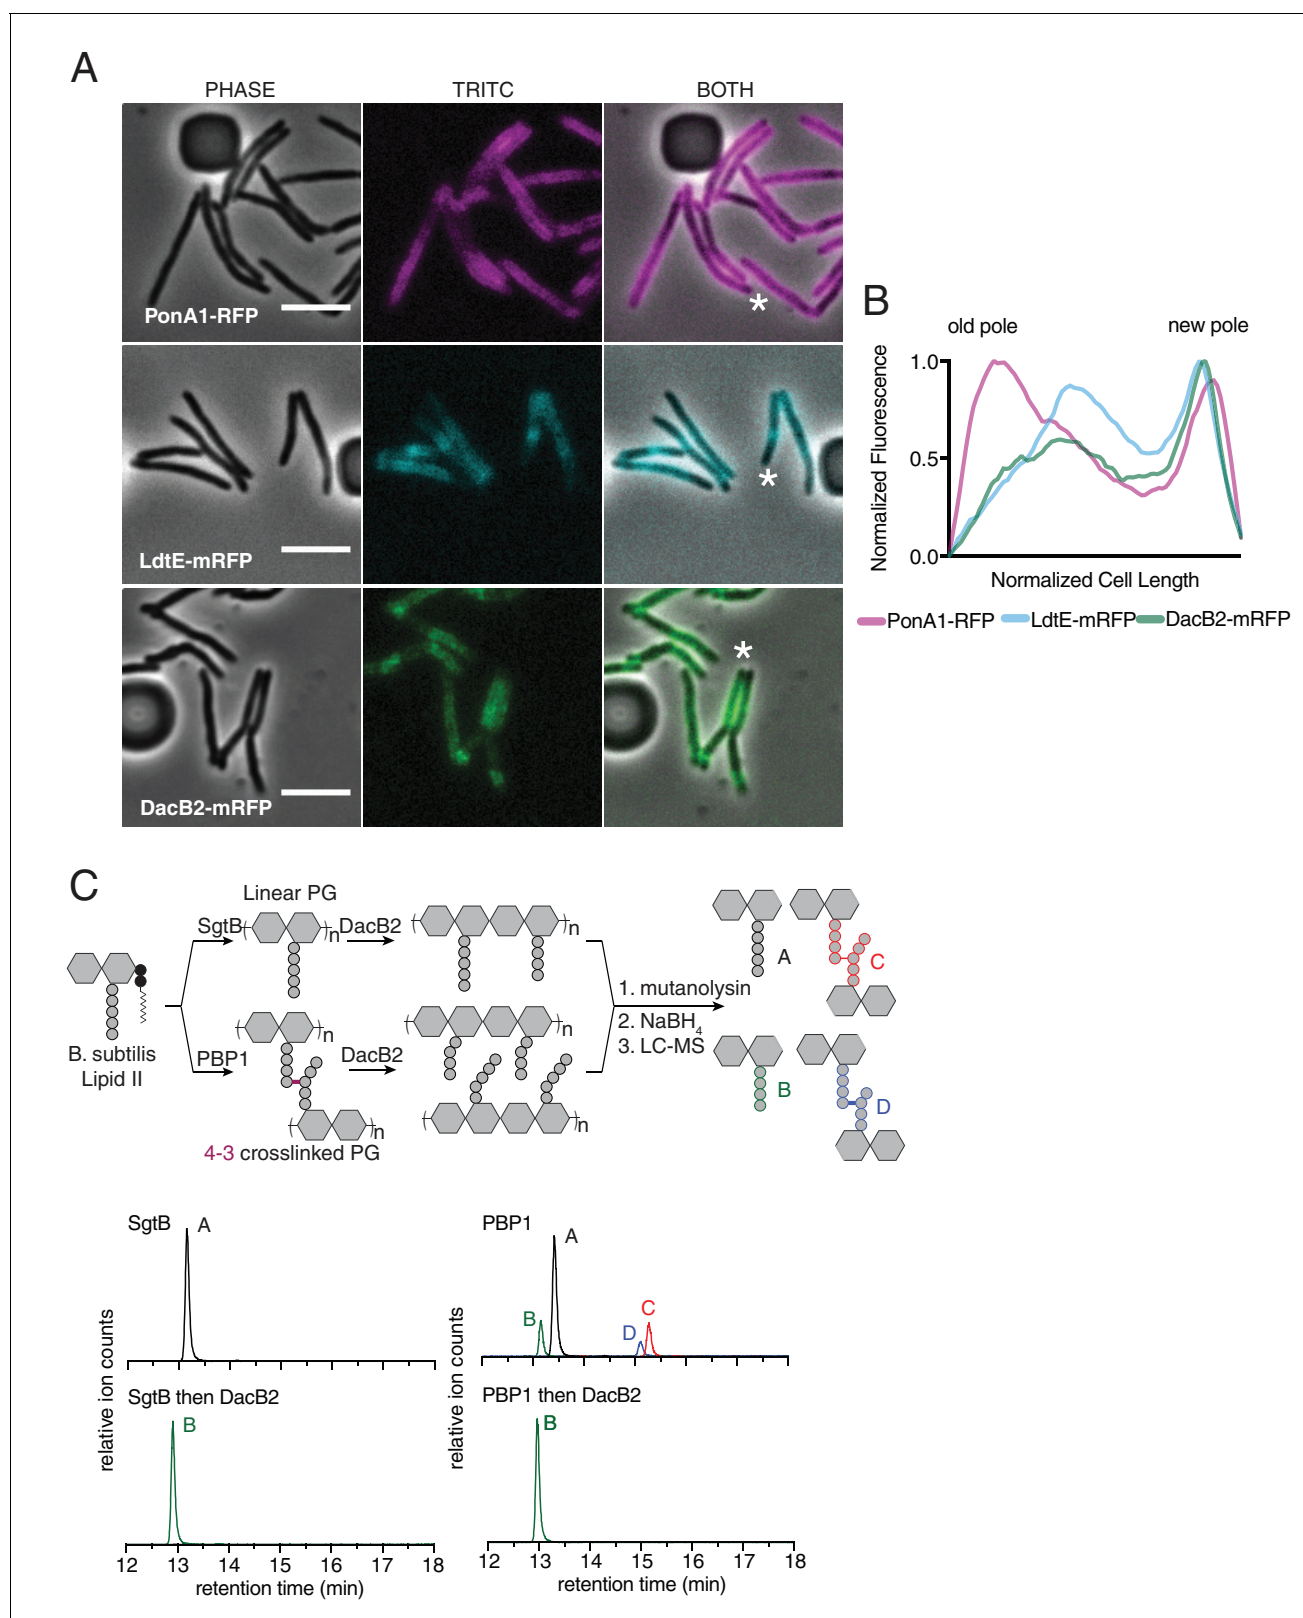 A
PHASE TRITC BOTH
PonA1-RFP
*
LdtE-mRFP
*
DacB2-mRFP
*
B
old pole new pole
Normalized Fluorescence
1.0
0.5
0.0
Normalized Cell Length
PonA1-RFP LdtE-mRFP DacB2-mRFP
C
Linear PG
SgtB
n
DacB2
n
B. subtilis
Lipid II
PBP1
n
DacB2
n
n
n
4-3 crosslinked PG
1. mutanolysin
2. NaBH4
3. LC-MS
A
C
B
D
SgtB
A
PBP1
A
B
D
C
relative ion counts
relative ion counts
SgtB then DacB2
B
PBP1 then DacB2
B
12 13 14 15 16 17 18
retention time (min)
12 13 14 15 16 17 18
retention time (min)